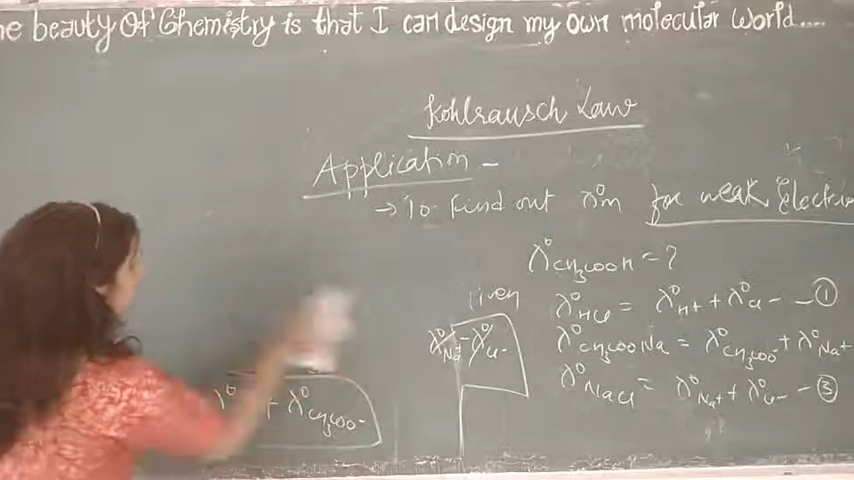 he beauty Of Chemistry is that I can design my own molecular World....
Kohlrausch Law
Application -
→ To Find out λ°m for weak Electro
λ°CH3COOH = ?
given
λ°HCl = λ°H+ + λ°Cl- - ①
λ°CH3COONa = λ°CH3COO- + λ°Na+
λ°NaCl = λ°Na+ + λ°Cl- - ③
- λ°Na+ - λ°Cl-
λ° + λ°CH3COO-